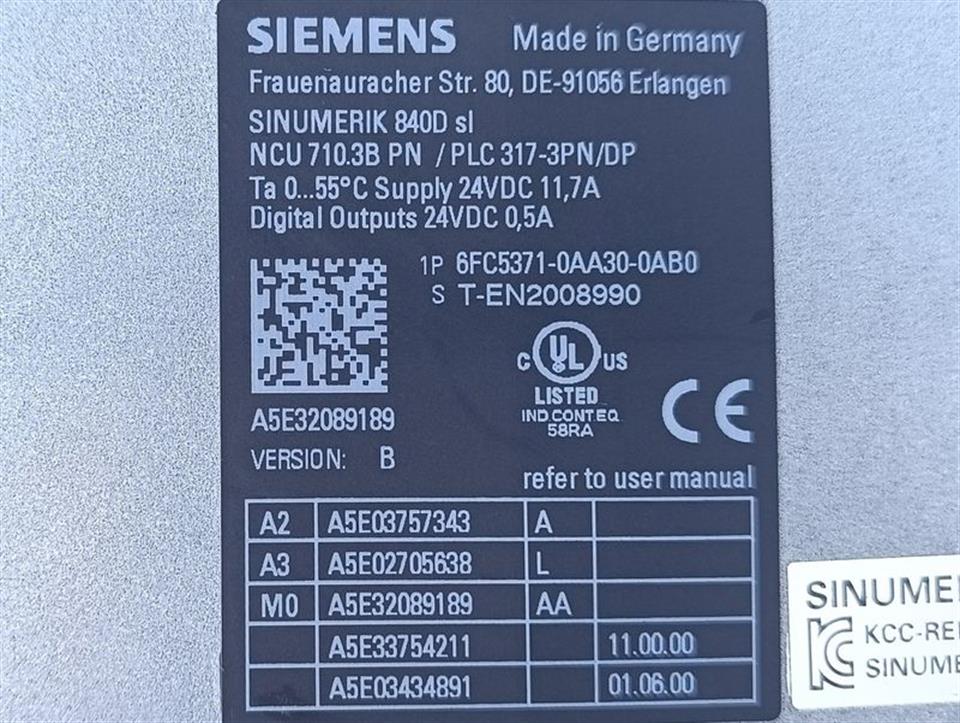 SIEMENS Made in Germany
Frauenauracher Str. 80, DE-91056 Erlangen
SINUMERIK 840D sl
NCU 710.3B PN / PLC 317-3PN/DP
Ta 0...55°C Supply 24VDC 11,7A
Digital Outputs 24VDC 0,5A
1P 6FC5371-0AA30-0AB0
S T-EN2008990
C UL US
LISTED
IND.CONT.EQ
58RA
CE
A5E32089189
VERSION: B
refer to user manual
A2 A5E03757343 A
A3 A5E02705638 L
M0 A5E32089189 AA
A5E33754211 11.00.00
A5E03434891 01.06.00
SINUME
KCC-RE
SINUME